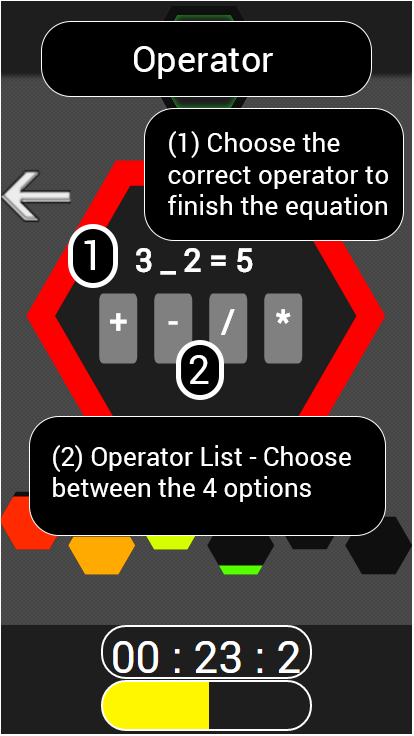 Operator
(1) Choose the
correct operator to
finish the equation
1
3 _ 2 = 5
+ - / *
2
(2) Operator List - Choose
between the 4 options
00 : 23 : 2